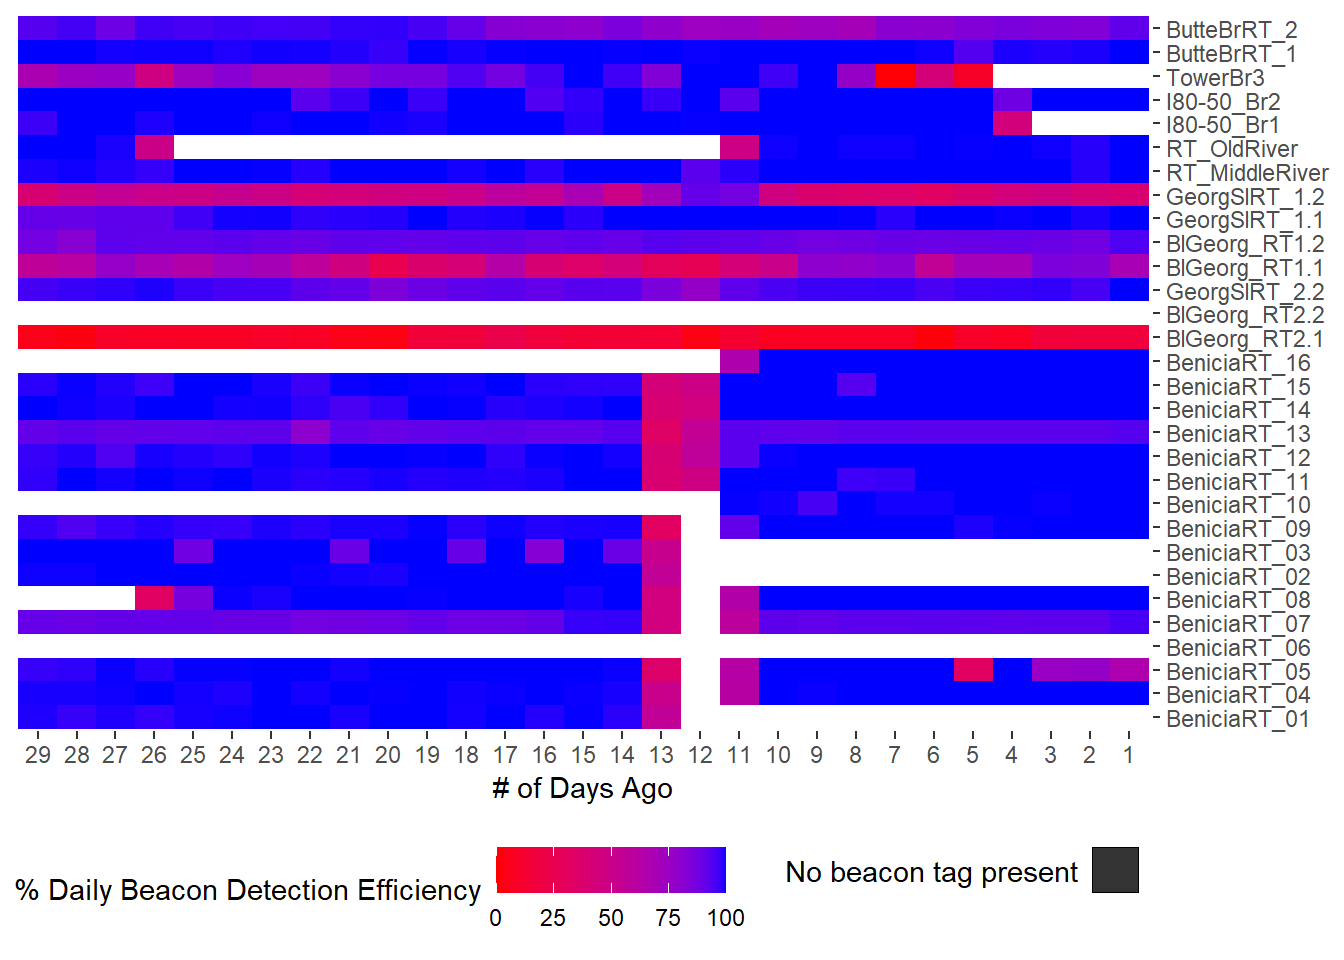 ButteBrRT_2
ButteBrRT_1
TowerBr3
I80-50_Br2
I80-50_Br1
RT_OldRiver
RT_MiddleRiver
GeorgSlRT_1.2
GeorgSlRT_1.1
BlGeorg_RT1.2
BlGeorg_RT1.1
GeorgSlRT_2.2
BlGeorg_RT2.2
BlGeorg_RT2.1
BeniciaRT_16
BeniciaRT_15
BeniciaRT_14
BeniciaRT_13
BeniciaRT_12
BeniciaRT_11
BeniciaRT_10
BeniciaRT_09
BeniciaRT_03
BeniciaRT_02
BeniciaRT_08
BeniciaRT_07
BeniciaRT_06
BeniciaRT_05
BeniciaRT_04
BeniciaRT_01
29 28 27 26 25 24 23 22 21 20 19 18 17 16 15 14 13 12 11 10 9 8 7 6 5 4 3 2 1
# of Days Ago
% Daily Beacon Detection Efficiency
0 25 50 75 100
No beacon tag present